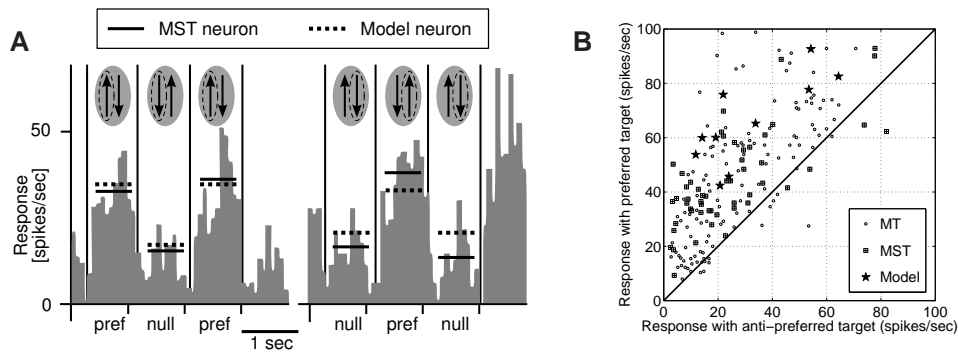 A
MST neuron
Model neuron
Response
[spikes/sec]
50
0
pref
null
pref
null
pref
null
1 sec
B
Response with preferred target (spikes/sec)
100
80
60
40
20
0
0
20
40
60
80
100
MT
MST
Model
Response with anti−preferred target (spikes/sec)